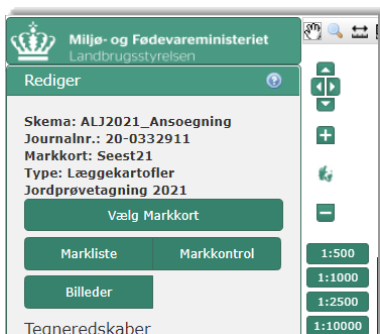 Miljø- og Fødevareministeriet
Landbrugsstyrelsen
Rediger
Skema: ALJ2021_Ansoegning
Journalnr.: 20-0332911
Markkort: Seest21
Type: Læggekartofler
Jordprøvetagning 2021
Vælg Markkort
Markliste Markkontrol
Billeder
Tegneredskaber
1:500
1:1000
1:2500
1:10000